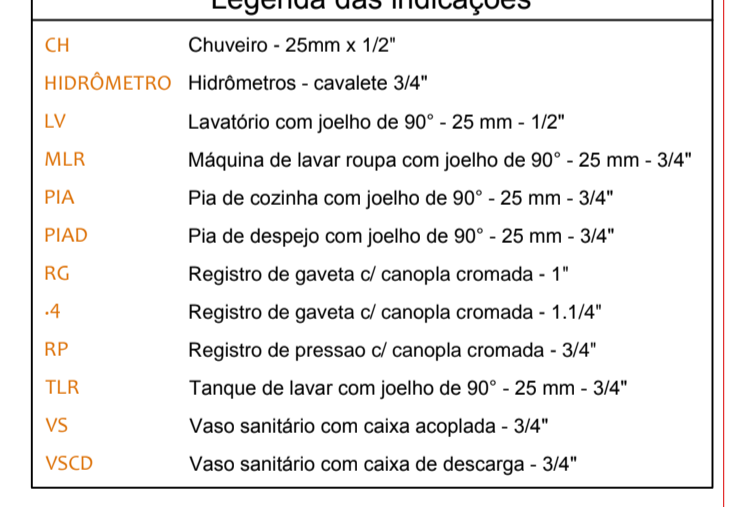 Legenda das Indicações
CH Chuveiro - 25mm x 1/2"
HIDRÔMETRO Hidrômetros - cavalete 3/4"
LV Lavatório com joelho de 90° - 25 mm - 1/2"
MLR Máquina de lavar roupa com joelho de 90° - 25 mm - 3/4"
PIA Pia de cozinha com joelho de 90° - 25 mm - 3/4"
PIAD Pia de despejo com joelho de 90° - 25 mm - 3/4"
RG Registro de gaveta c/ canopla cromada - 1"
.4 Registro de gaveta c/ canopla cromada - 1.1/4"
RP Registro de pressao c/ canopla cromada - 3/4"
TLR Tanque de lavar com joelho de 90° - 25 mm - 3/4"
VS Vaso sanitário com caixa acoplada - 3/4"
VSCD Vaso sanitário com caixa de descarga - 3/4"